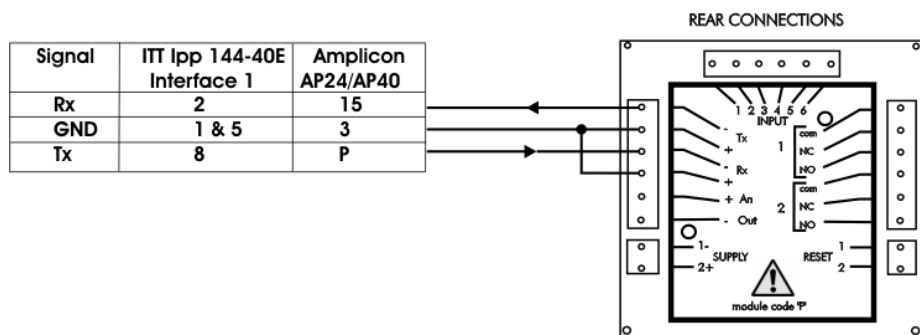 REAR CONNECTIONS
Signal ITT Ipp 144-40E Amplicon
Interface 1 AP24/AP40
Rx 2 15
GND 1 & 5 3
Tx 8 P
1 2 3 4 5 6
INPUT
- Tx
+
- Rx
+
+ An
- Out
1 com
NC
NO
2 com
NC
NO
1- SUPPLY
2+
RESET 1
2
module code 'P'